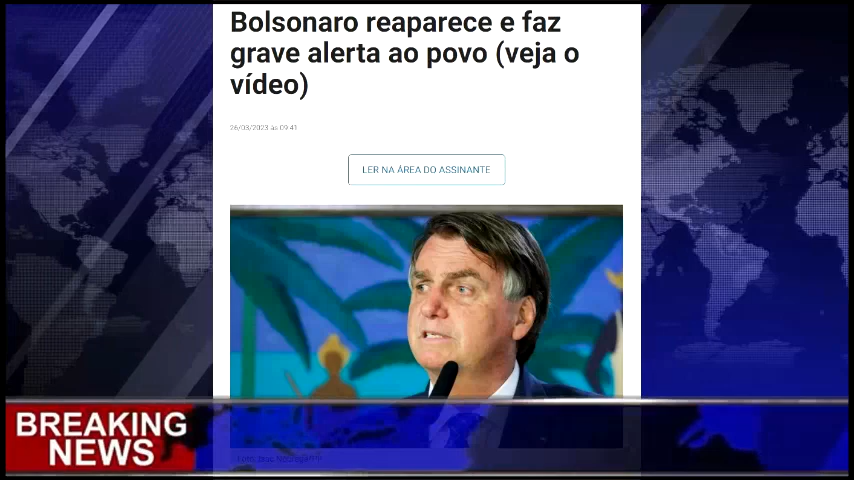 Bolsonaro reaparece e faz
grave alerta ao povo (veja o
vídeo)
26/03/2023 às 09:41
LER NA ÁREA DO ASSINANTE
BREAKING
NEWS